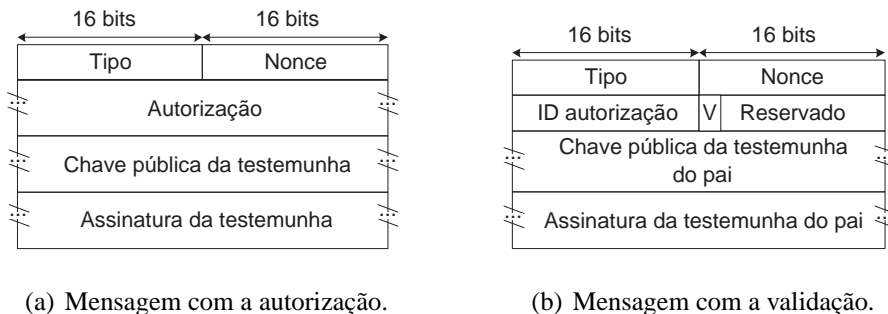 16 bits 16 bits
Tipo Nonce
Autorização
Chave pública da testemunha
Assinatura da testemunha
(a) Mensagem com a autorização.
16 bits 16 bits
Tipo Nonce
ID autorização V Reservado
Chave pública da testemunha
do pai
Assinatura da testemunha do pai
(b) Mensagem com a validação.